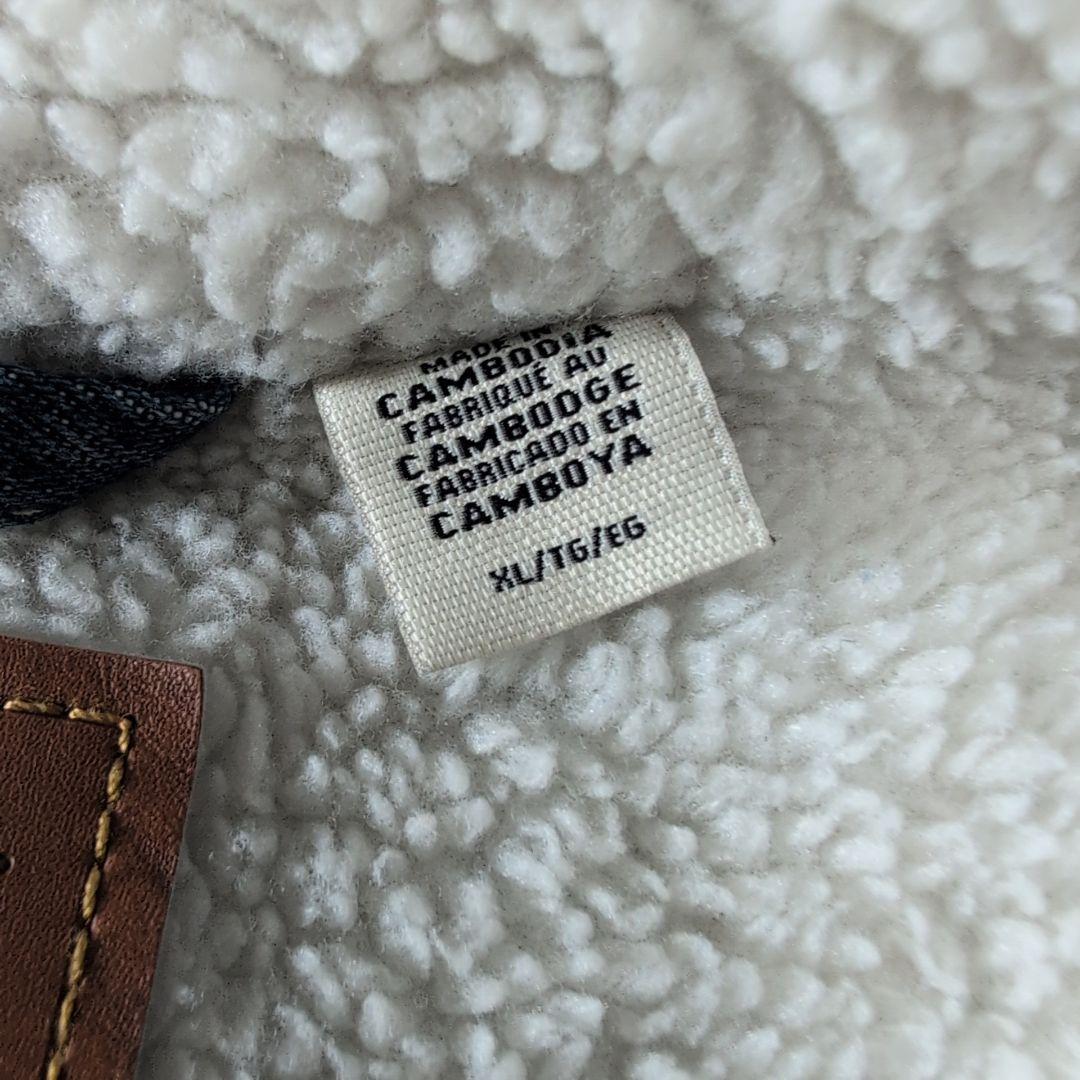 MADE IN
CAMBODIA
FABRIQUÉ AU
CAMBODGE
FABRICADO EN
CAMBOYA
XL/TG/EG